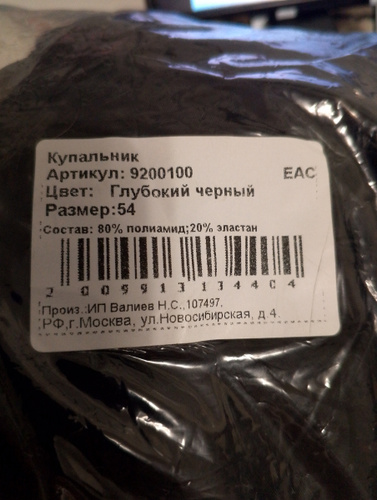 Купальник
Артикул: 9200100
EAC
Цвет: Глубокий черный
Размер:54
Состав: 80% полиамид;20% эластан
2 009913 134404
Произ.:ИП Валиев Н.С.,107497.
РФ,г.Москва, ул.Новосибирская, д.4.